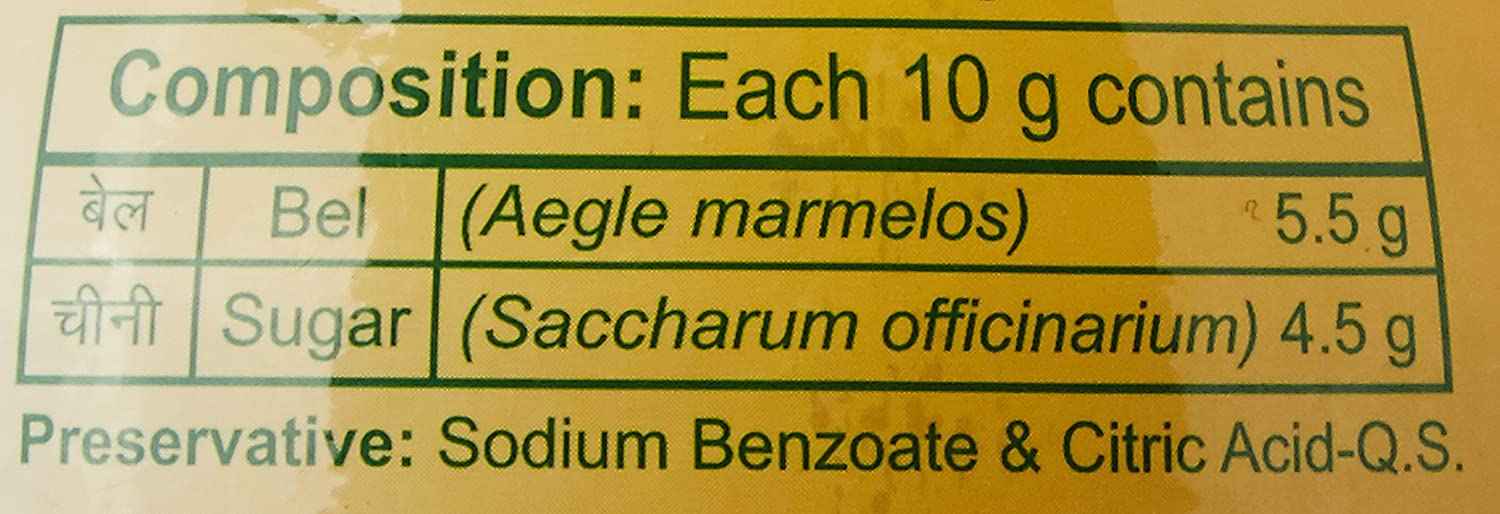 Composition: Each 10 g contains
बेल Bel (Aegle marmelos) 5.5 g
चीनी Sugar (Saccharum officinarium) 4.5 g
Preservative: Sodium Benzoate & Citric Acid-Q.S.